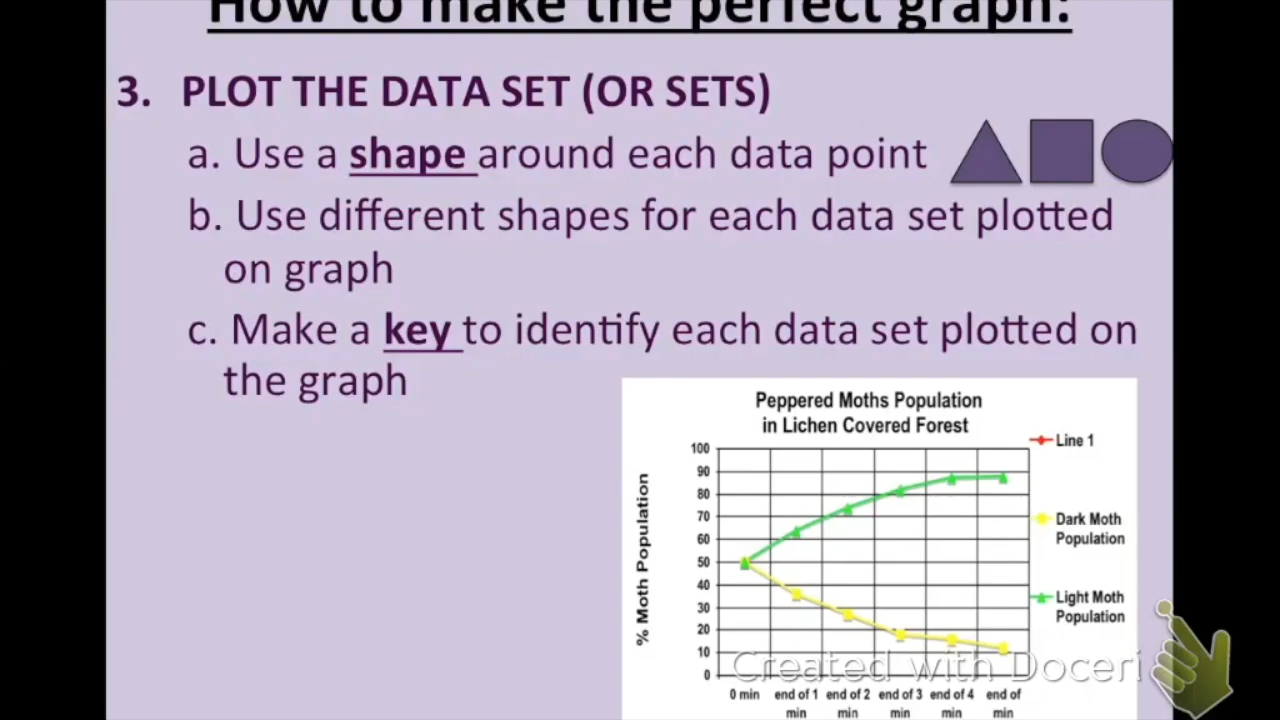 How to make the perfect graph:
3. PLOT THE DATA SET (OR SETS)
a. Use a shape around each data point
b. Use different shapes for each data set plotted
on graph
c. Make a key to identify each data set plotted on
the graph
Peppered Moths Population
in Lichen Covered Forest
% Moth Population
100
90
80
70
60
50
40
30
20
10
0
0 min end of 1 end of 2 end of 3 end of 4 end of
min min min min min
Line 1
Dark Moth
Population
Light Moth
Population
Created with Doceri